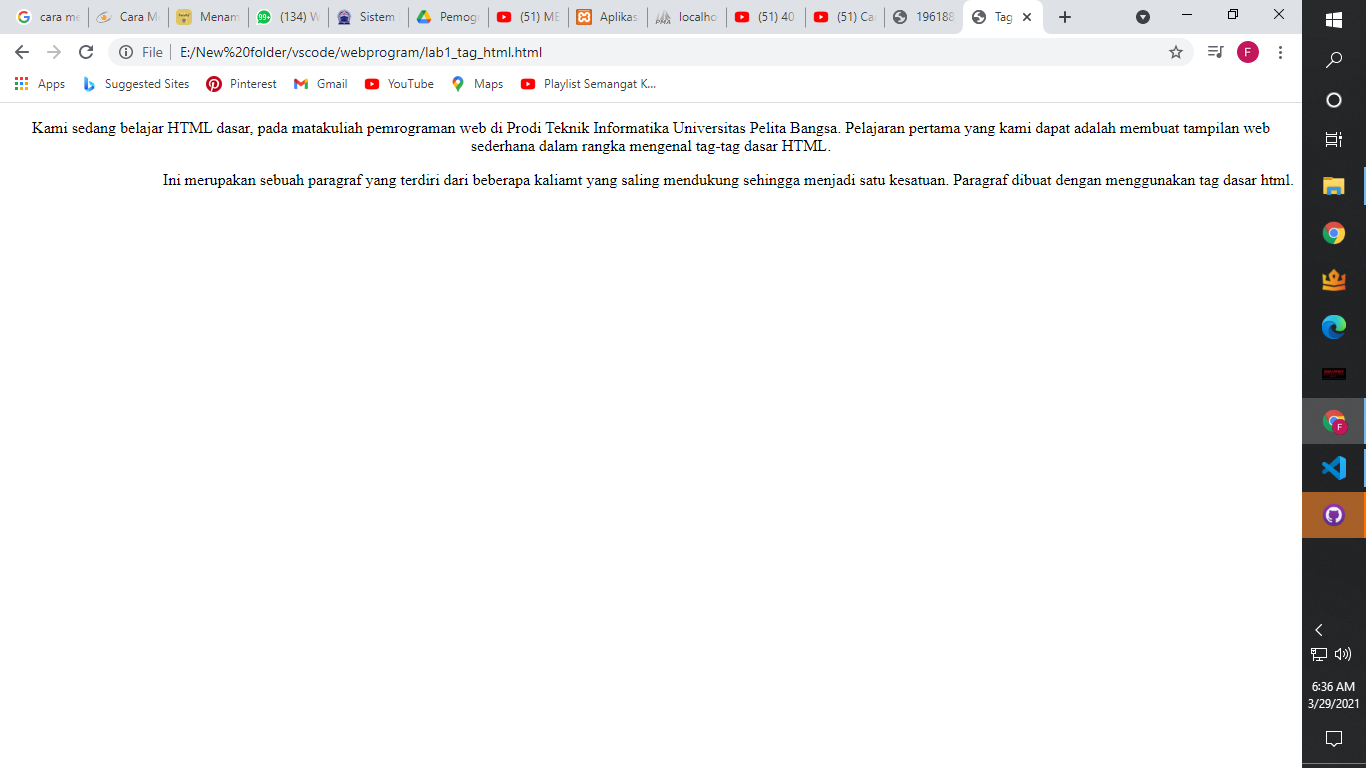 cara me
Cara M
Menam
99+
(134) W
Sistem
Pemog
(51) ME
Aplikas
localho
(51) 40
(51) Ca
196188
Tag
File
E:/New%20folder/vscode/webprogram/lab1_tag_html.html
F
Apps
Suggested Sites
Pinterest
Gmail
YouTube
Maps
Playlist Semangat K...
Kami sedang belajar HTML dasar, pada matakuliah pemrograman web di Prodi Teknik Informatika Universitas Pelita Bangsa. Pelajaran pertama yang kami dapat adalah membuat tampilan web
sederhana dalam rangka mengenal tag-tag dasar HTML.
Ini merupakan sebuah paragraf yang terdiri dari beberapa kaliamt yang saling mendukung sehingga menjadi satu kesatuan. Paragraf dibuat dengan menggunakan tag dasar html.
F
6:36 AM
3/29/2021